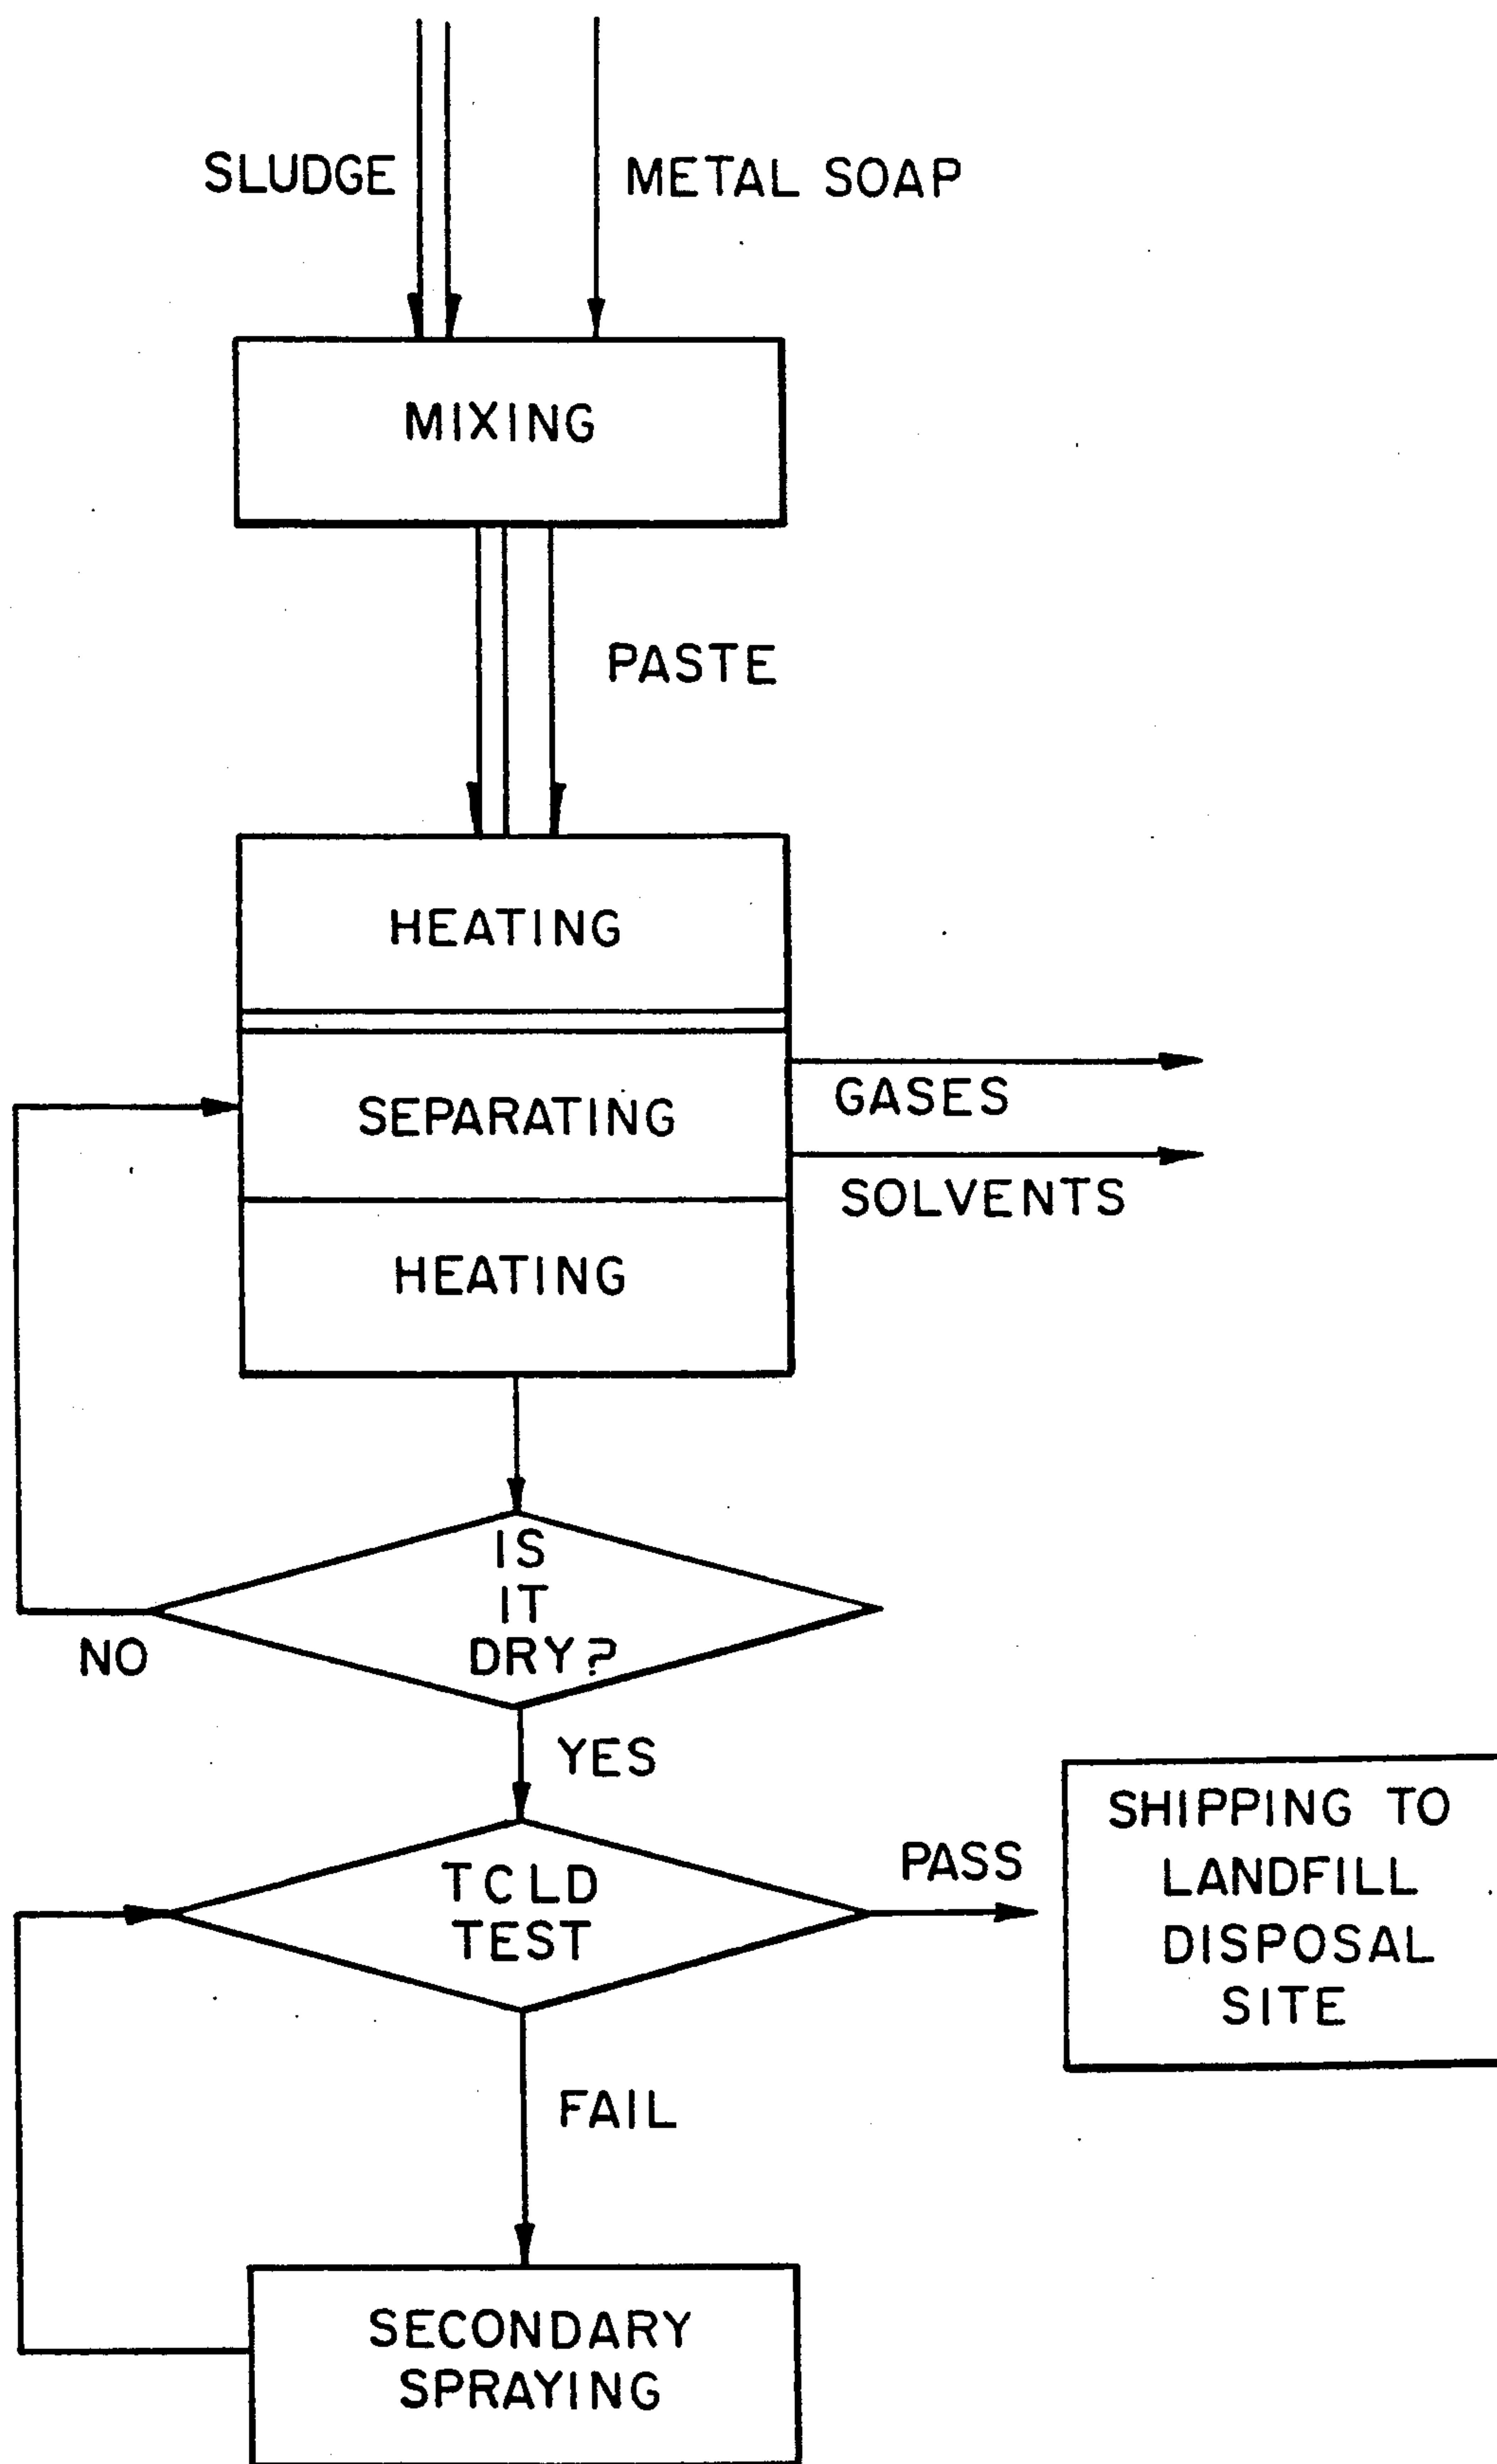 SLUDGE
METAL SOAP
MIXING
PASTE
HEATING
SEPARATING
GASES
SOLVENTS
HEATING
IS
IT
DRY?
NO
YES
TCLD
TEST
PASS
SHIPPING TO
LANDFILL
DISPOSAL
SITE
FAIL
SECONDARY
SPRAYING